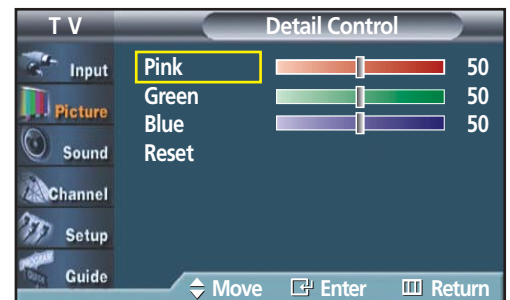 T V
Detail Control
Input
Picture
Sound
Channel
Setup
Guide
Pink 50
Green 50
Blue 50
Reset
Move Enter Return